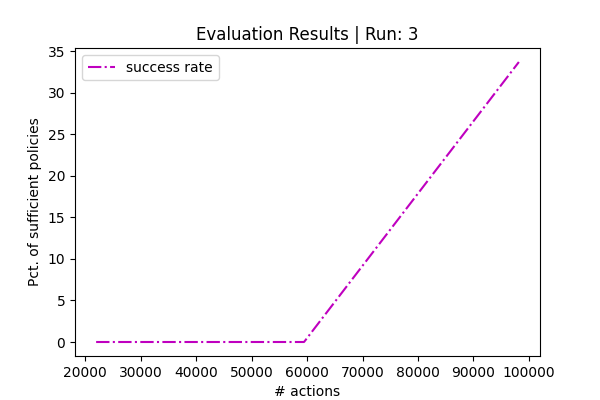 Evaluation Results | Run: 3
success rate
Pct. of sufficient policies
35
30
25
20
15
10
5
0
20000 30000 40000 50000 60000 70000 80000 90000 100000
# actions